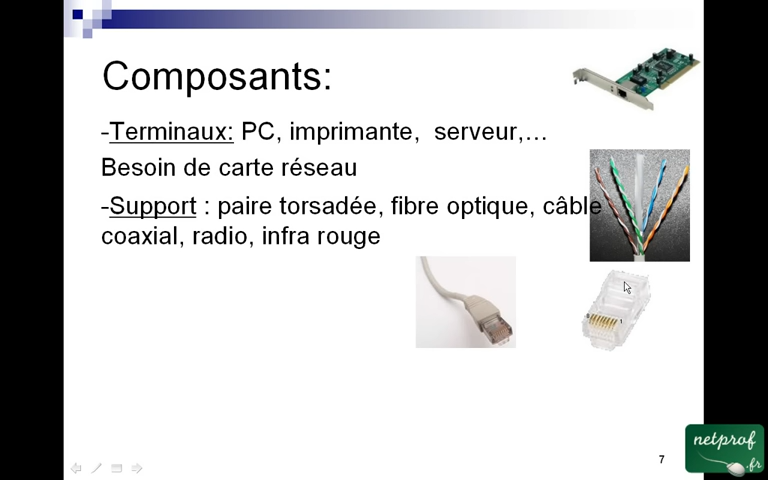 Composants:
-Terminaux: PC, imprimante, serveur,…
Besoin de carte réseau
-Support : paire torsadée, fibre optique, câble
coaxial, radio, infra rouge
7
netprof
.fr